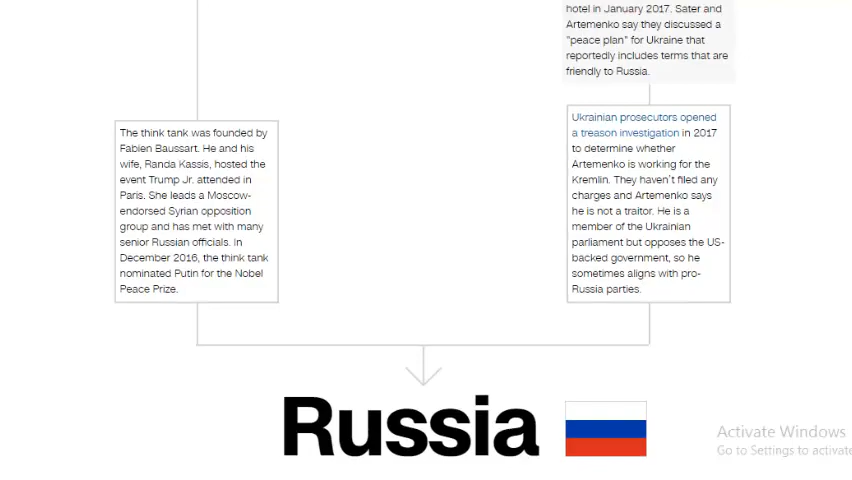 hotel in January 2017. Sater and
Artemenko say they discussed a
"peace plan" for Ukraine that
reportedly includes terms that are
friendly to Russia.
The think tank was founded by
Fabien Baussart. He and his
wife, Randa Kassis, hosted the
event Trump Jr. attended in
Paris. She leads a Moscow-
endorsed Syrian opposition
group and has met with many
senior Russian officials. In
December 2016, the think tank
nominated Putin for the Nobel
Peace Prize.
Ukrainian prosecutors opened
a treason investigation in 2017
to determine whether
Artemenko is working for the
Kremlin. They haven't filed any
charges and Artemenko says
he is not a traitor. He is a
member of the Ukrainian
parliament but opposes the US-
backed government, so he
sometimes aligns with pro-
Russia parties.
Russia
Activate Windows
Go to Settings to activate